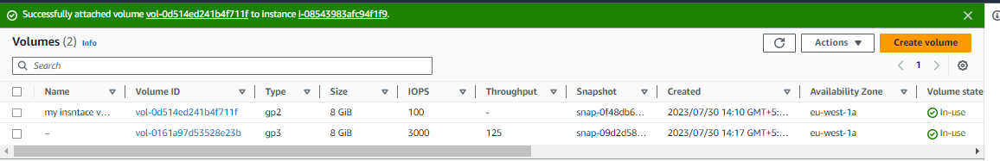 Successfully attached volume vol-0d514ed241b4f711f to instance i-08543983afc94f1f9.
Volumes (2) Info
Actions
Create volume
Search
1
Name Volume ID Type Size IOPS Throughput Snapshot Created Availability Zone Volume state
my insntace v... vol-0d514ed241b4f711f gp2 8 GiB 100 - snap-0f48db6... 2023/07/30 14:10 GMT+5:... eu-west-1a In-use
– vol-0161a97d53528e23b gp3 8 GiB 3000 125 snap-09d2d58... 2023/07/30 14:17 GMT+5:... eu-west-1a In-use